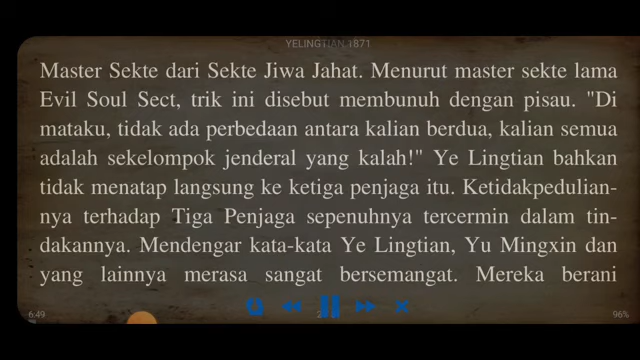 YELINGTIAN.1871
Master Sekte dari Sekte Jiwa Jahat. Menurut master sekte lama
Evil Soul Sect, trik ini disebut membunuh dengan pisau. "Di
mataku, tidak ada perbedaan antara kalian berdua, kalian semua
adalah sekelompok jenderal yang kalah!" Ye Lingtian bahkan
tidak menatap langsung ke ketiga penjaga itu. Ketidakpedulian-
nya terhadap Tiga Penjaga sepenuhnya tercermin dalam tin-
dakannya. Mendengar kata-kata Ye Lingtian, Yu Mingxin dan
yang lainnya merasa sangat bersemangat. Mereka berani
6:49
96%